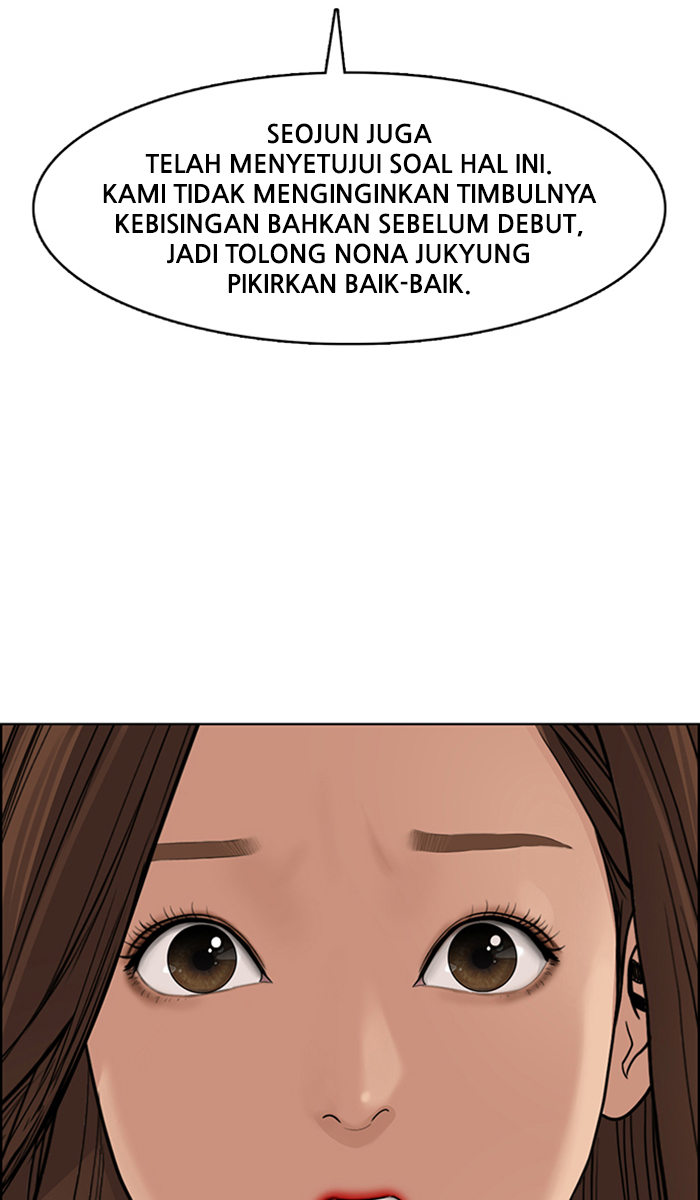 SEOJUN JUGA
TELAH MENYETUJUI SOAL HAL INI.
KAMI TIDAK MENGINGINKAN TIMBULNYA
KEBISINGAN BAHKAN SEBELUM DEBUT,
JADI TOLONG NONA JUKYUNG
PIKIRKAN BAIK-BAIK.